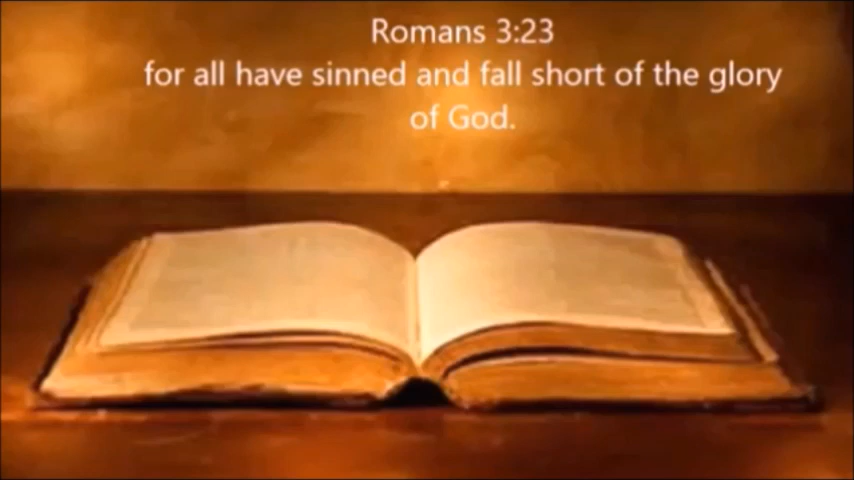 Romans 3:23
for all have sinned and fall short of the glory
of God.